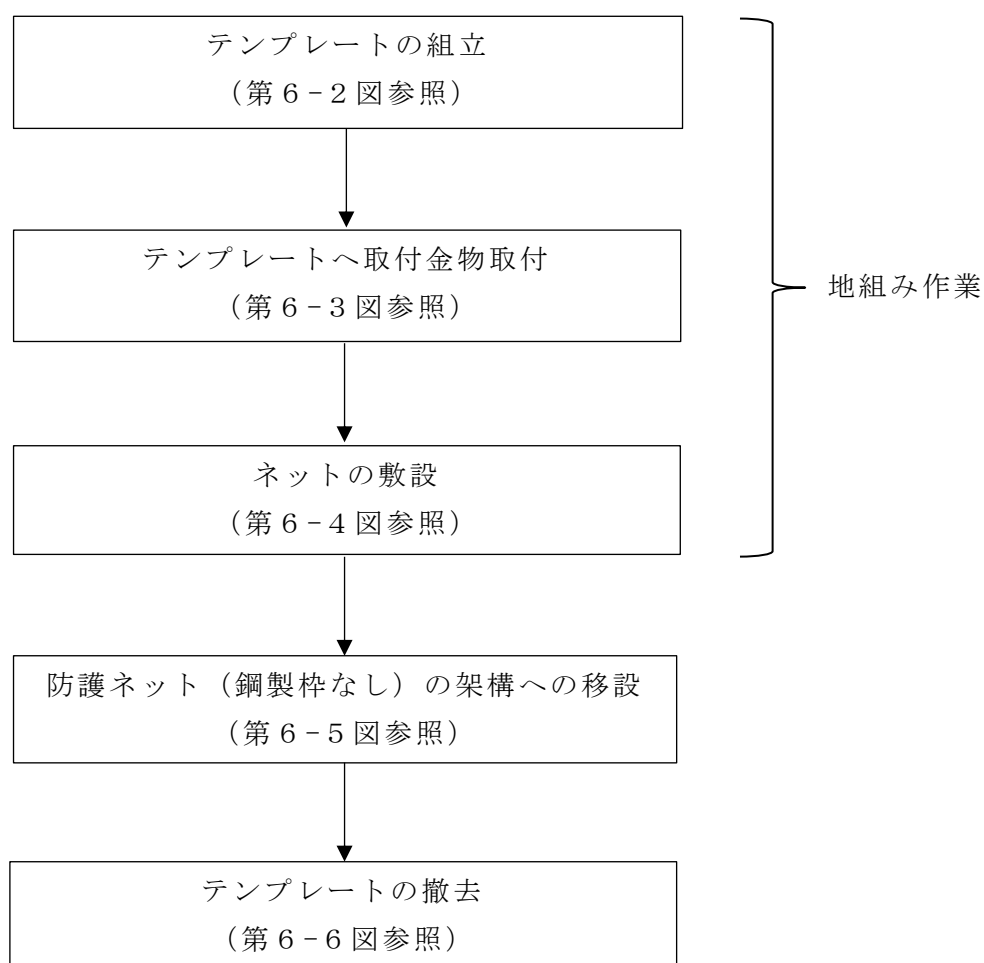 テンプレートの組立
（第６−２図参照）
テンプレートへ取付金物取付
（第６−３図参照）
地組み作業
ネットの敷設
（第６−４図参照）
防護ネット（鋼製枠なし）の架構への移設
（第６−５図参照）
テンプレートの撤去
（第６−６図参照）